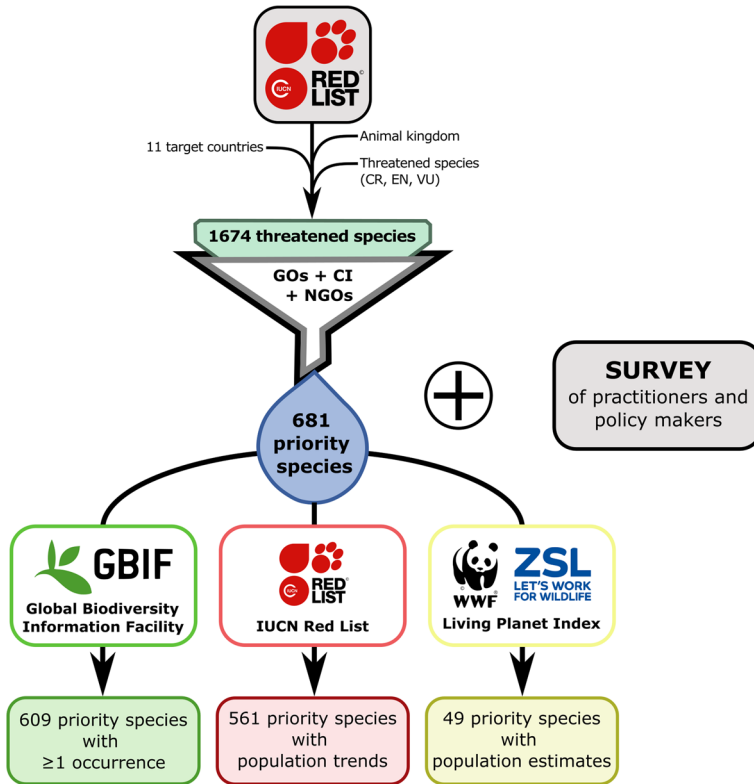 RED
LIST
IUCN
©
11 target countries
Animal kingdom
Threatened species
(CR, EN, VU)
1674 threatened species
GOs + CI
+ NGOs
SURVEY
of practitioners and
policy makers
681
priority
species
GBIF
Global Biodiversity
Information Facility
RED
LIST
IUCN
©
IUCN Red List
WWF
ZSL
LET'S WORK
FOR WILDLIFE
Living Planet Index
609 priority species
with
≥1 occurrence
561 priority species
with
population trends
49 priority species
with
population estimates